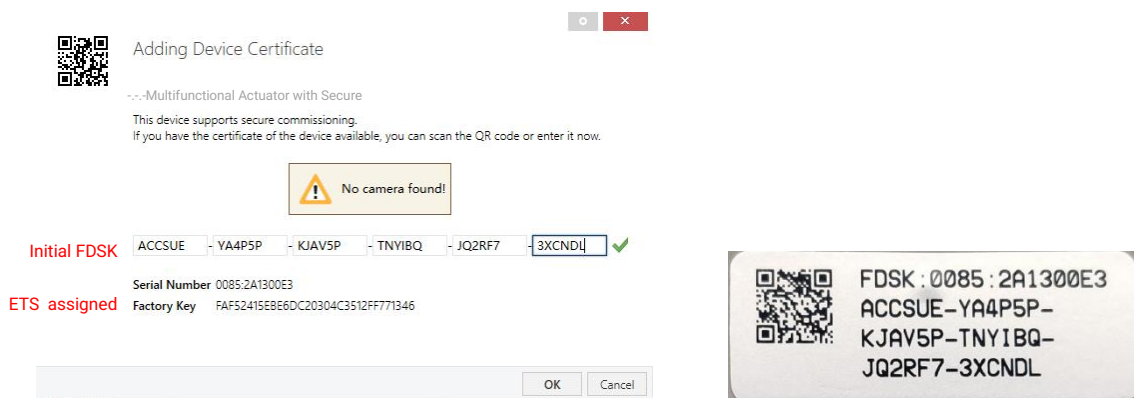 Adding Device Certificate
-.-.-Multifunctional Actuator with Secure
This device supports secure commissioning.
If you have the certificate of the device available, you can scan the QR code or enter it now.
No camera found!
Initial FDSK ACCSUE - YA4P5P - KJAV5P - TNYIBQ - JQ2RF7 - 3XCNDL
Serial Number 0085:2A1300E3
ETS assigned Factory Key FAF52415EBE6DC20304C3512FF771346
OK Cancel
FDSK:0085:2A1300E3
ACCSUE-YA4P5P-
KJAV5P-TNYIBQ-
JQ2RF7-3XCNDL